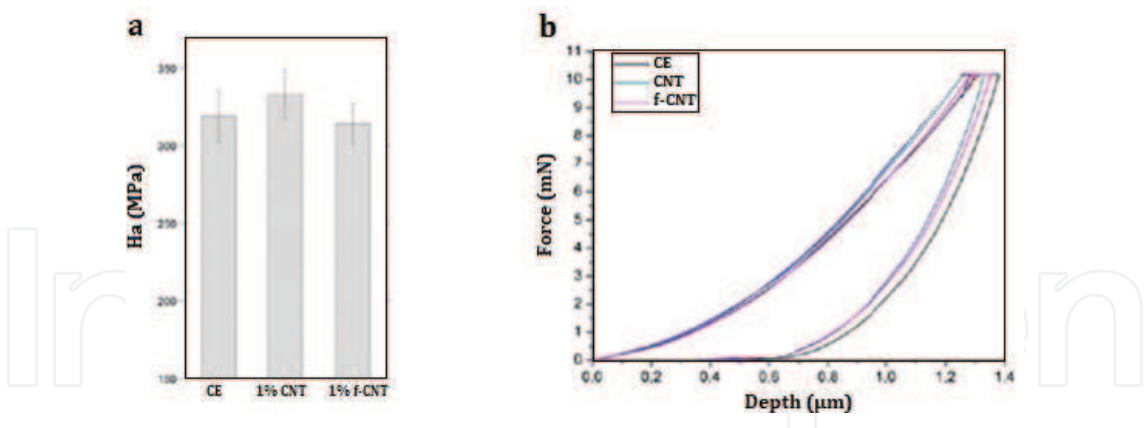 a
350
300
250
200
150
Ha (MPa)
CE 1% CNT 1% f-CNT
b
11
10
9
8
7
6
5
4
3
2
1
0
Force (mN)
CE
CNT
f-CNT
0.0 0.2 0.4 0.6 0.8 1.0 1.2 1.4
Depth (μm)